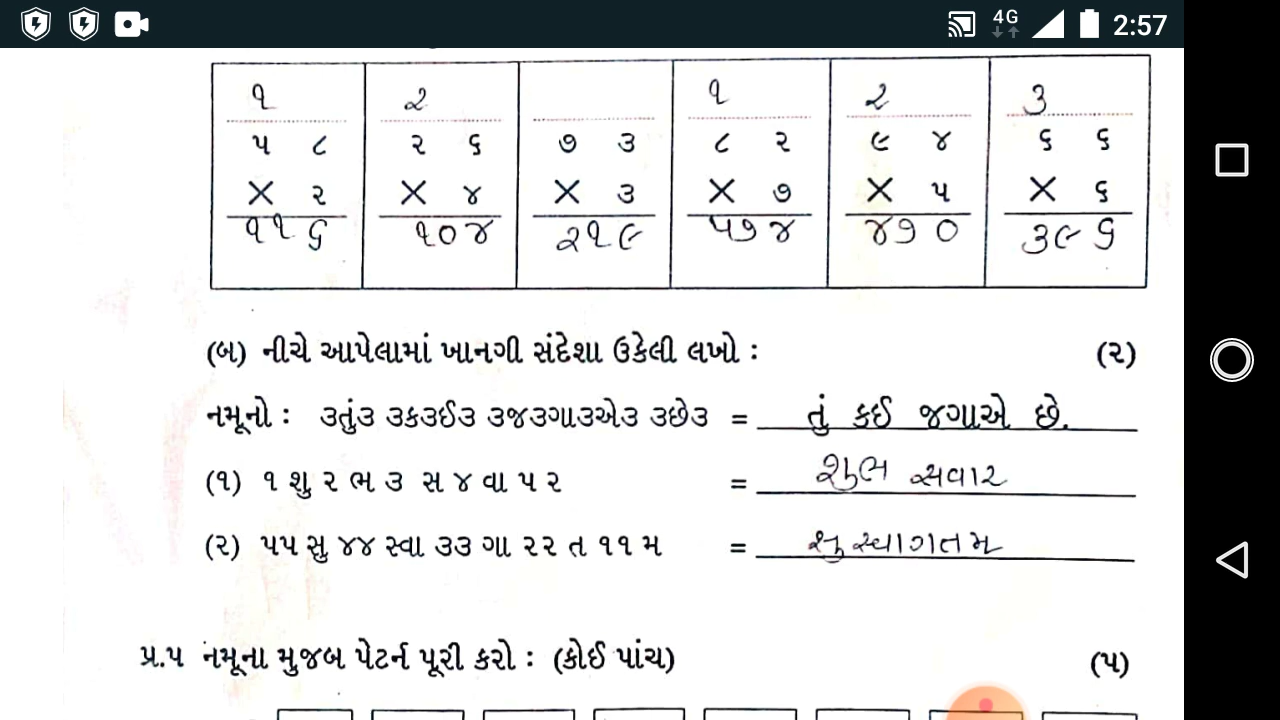 4G 2:57
૧ ૨ ૧ ૨ ૩
૫ ૮ ૨ ૬ ૭ ૩ ૮ ૨ ૯ ૪ ૬ ૬
X ૨ X ૪ X ૩ X ૭ X ૫ X ૬
૧૧૬ ૧૦૪ ૨૧૯ ૫૭૪ ૪૭૦ ૩૯૬
(બ) નીચે આપેલામાં ખાનગી સંદેશા ઉકેલી લખો : (૨)
નમૂનો : ૩તું૩ ૩ક૩ઈ૩ ૩જ૩ગા૩એ૩ ૩છે૩ = તું કઈ જગાએ છે.
(૧) ૧ શુ ૨ ભ ૩ સ ૪ વા ૫ ૨ = શુભ સવાર
(૨) ૫૫ સુ ૪૪ સ્વા ૩૩ ગા ૨૨ ત ૧૧ મ = સુસ્વાગતમ
પ્ર.૫ નમૂના મુજબ પેટર્ન પૂરી કરો : (કોઈ પાંચ) (૫)